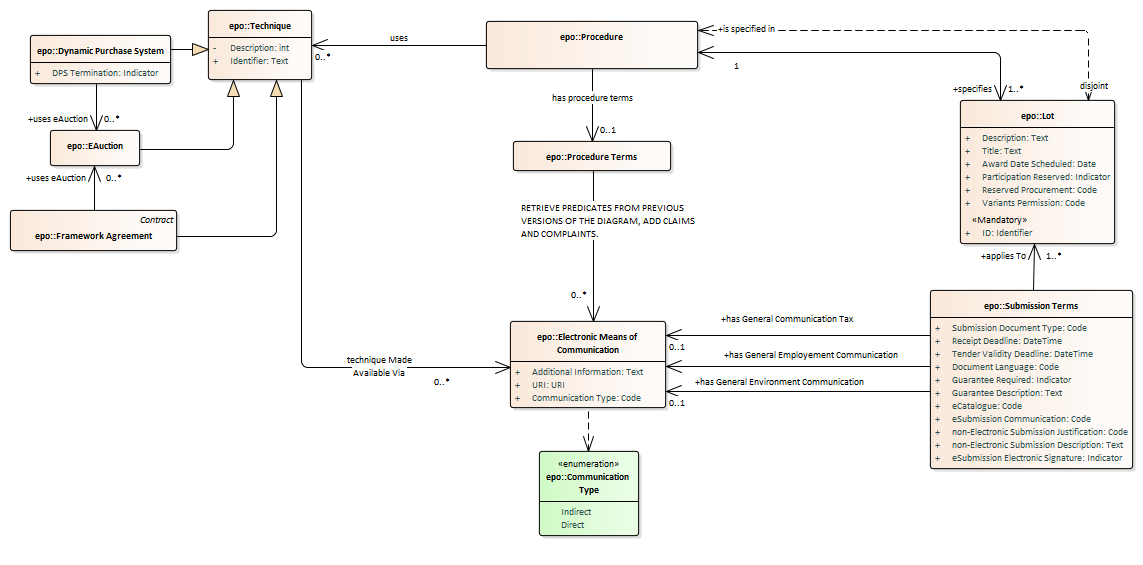 epo::Technique
- Description: int
+ Identifier: Text
epo::Dynamic Purchase System
+ DPS Termination: Indicator
uses
0..*
epo::Procedure
+is specified in
1
+specifies
1..*
disjoint
has procedure terms
0..1
+uses eAuction
0..*
epo::EAuction
+uses eAuction
0..*
Contract
epo::Framework Agreement
epo::Procedure Terms
epo::Lot
+ Description: Text
+ Title: Text
+ Award Date Scheduled: Date
+ Participation Reserved: Indicator
+ Reserved Procurement: Code
+ Variants Permission: Code
«Mandatory»
+ ID: Identifier
RETRIEVE PREDICATES FROM PREVIOUS
VERSIONS OF THE DIAGRAM, ADD CLAIMS
AND COMPLAINTS.
0..*
+applies To
1..*
epo::Submission Terms
+ Submission Document Type: Code
+ Receipt Deadline: DateTime
+ Tender Validity Deadline: DateTime
+ Document Language: Code
+ Guarantee Required: Indicator
+ Guarantee Description: Text
+ eCatalogue: Code
+ eSubmission Communication: Code
+ non-Electronic Submission Justification: Code
+ non-Electronic Submission Description: Text
+ eSubmission Electronic Signature: Indicator
+has General Communication Tax
0..1
+has General Employement Communication
+has General Environment Communication
0..1
epo::Electronic Means of
Communication
+ Additional Information: Text
+ URI: URI
+ Communication Type: Code
technique Made
Available Via
0..*
«enumeration»
epo::Communication
Type
Indirect
Direct